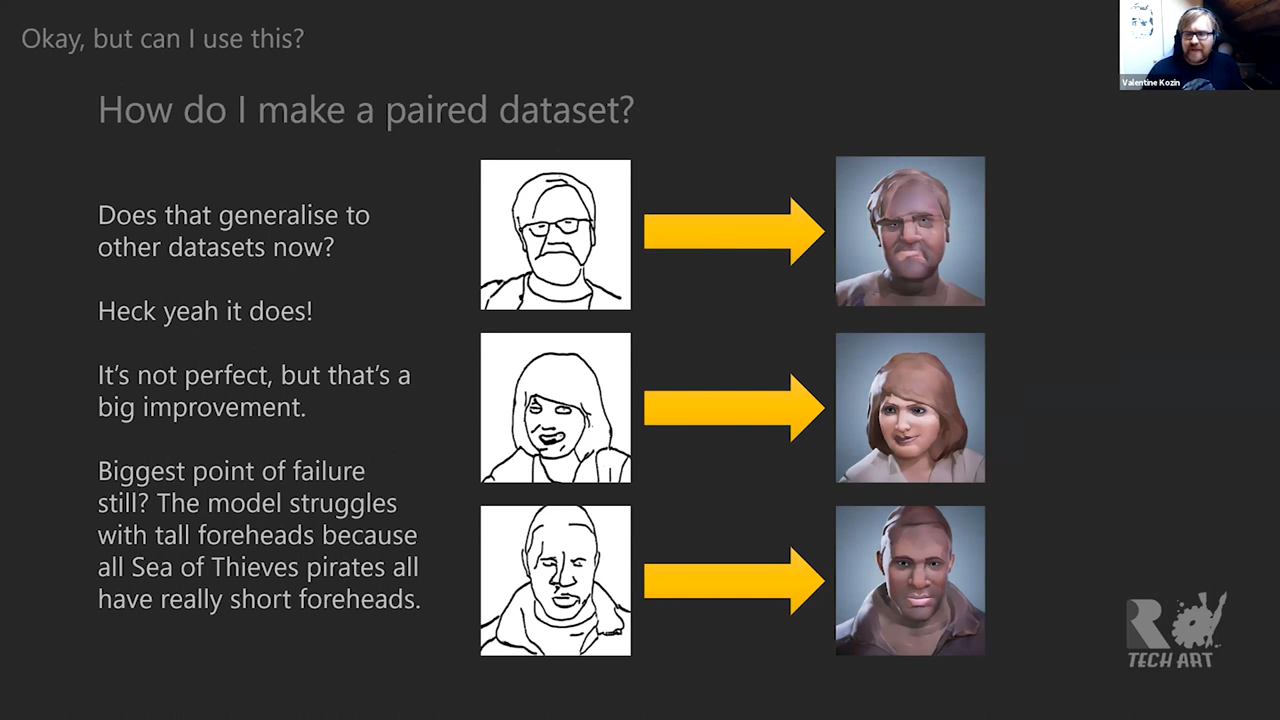 Okay, but can I use this?
Valentine Kozin
How do I make a paired dataset?
Does that generalise to
other datasets now?
Heck yeah it does!
It's not perfect, but that's a
big improvement.
Biggest point of failure
still? The model struggles
with tall foreheads because
all Sea of Thieves pirates all
have really short foreheads.
R
TECH ART